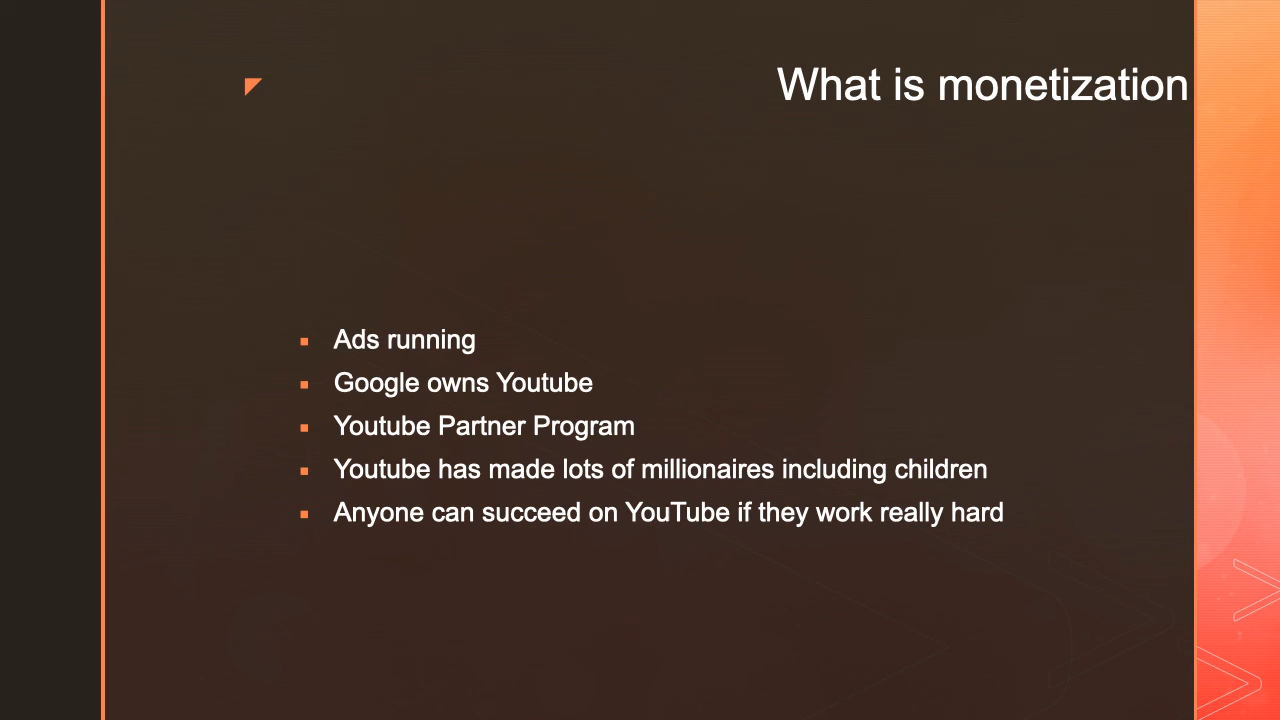 What is monetization
Ads running
Google owns Youtube
Youtube Partner Program
Youtube has made lots of millionaires including children
Anyone can succeed on YouTube if they work really hard